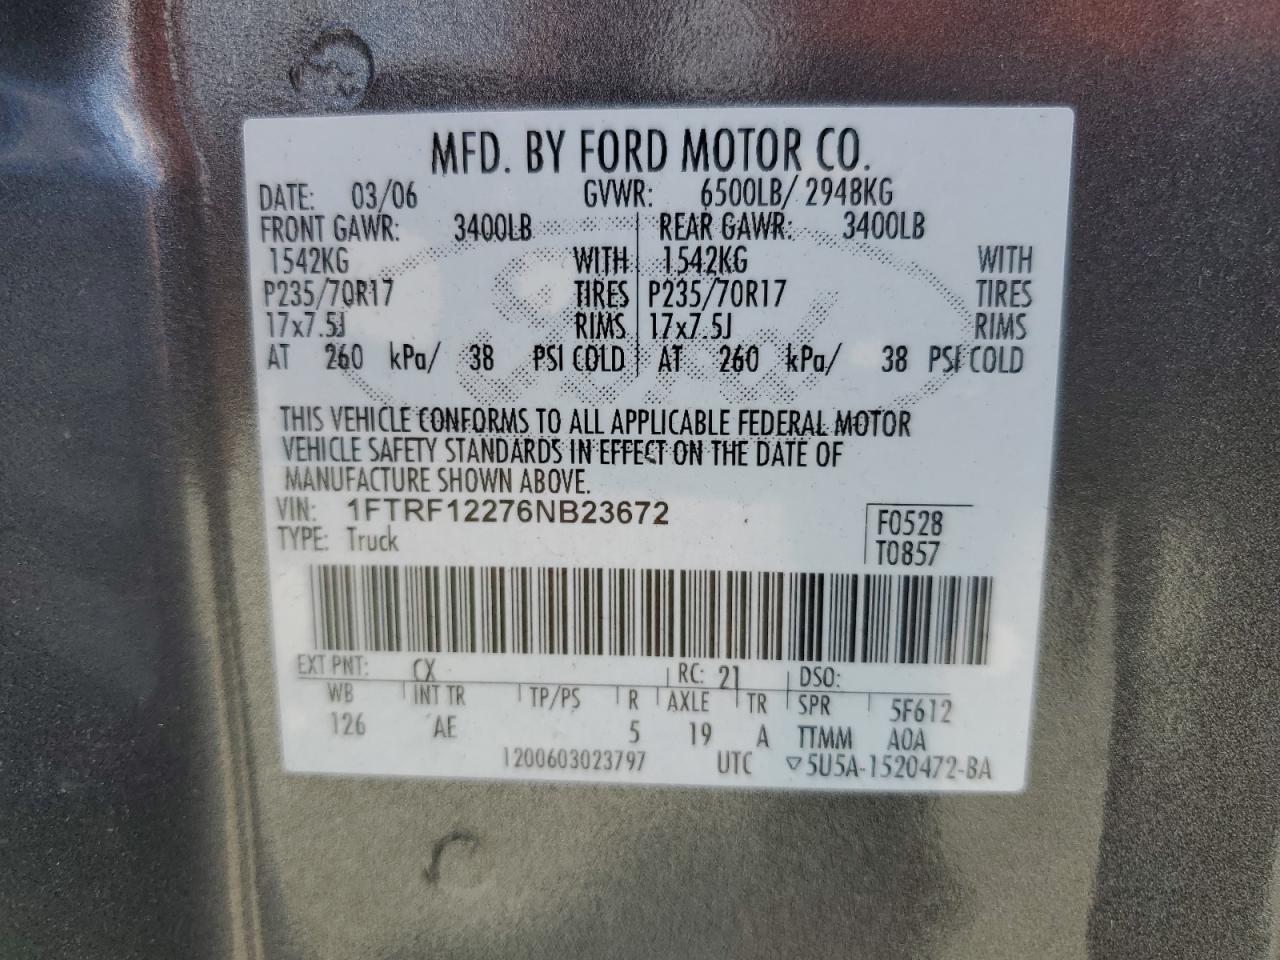 MFD. BY FORD MOTOR CO.
DATE: 03/06 GVWR: 6500LB/ 2948KG
FRONT GAWR: 3400LB REAR GAWR: 3400LB
1542KG WITH 1542KG WITH
P235/70R17 TIRES P235/70R17 TIRES
17x7.5J RIMS 17x7.5J RIMS
AT 260 kPa/ 38 PSI COLD AT 260 kPa/ 38 PSI COLD
THIS VEHICLE CONFORMS TO ALL APPLICABLE FEDERAL MOTOR
VEHICLE SAFETY STANDARDS IN EFFECT ON THE DATE OF
MANUFACTURE SHOWN ABOVE.
VIN: 1FTRF12276NB23672 F0528
TYPE: Truck T0857
EXT PNT: CX RC: 21 DSO:
WB INT TR TP/PS R AXLE TR SPR 5F612
126 AE 5 19 A TTMM A0A
1200603023797 UTC ▽5U5A-1520472-BA